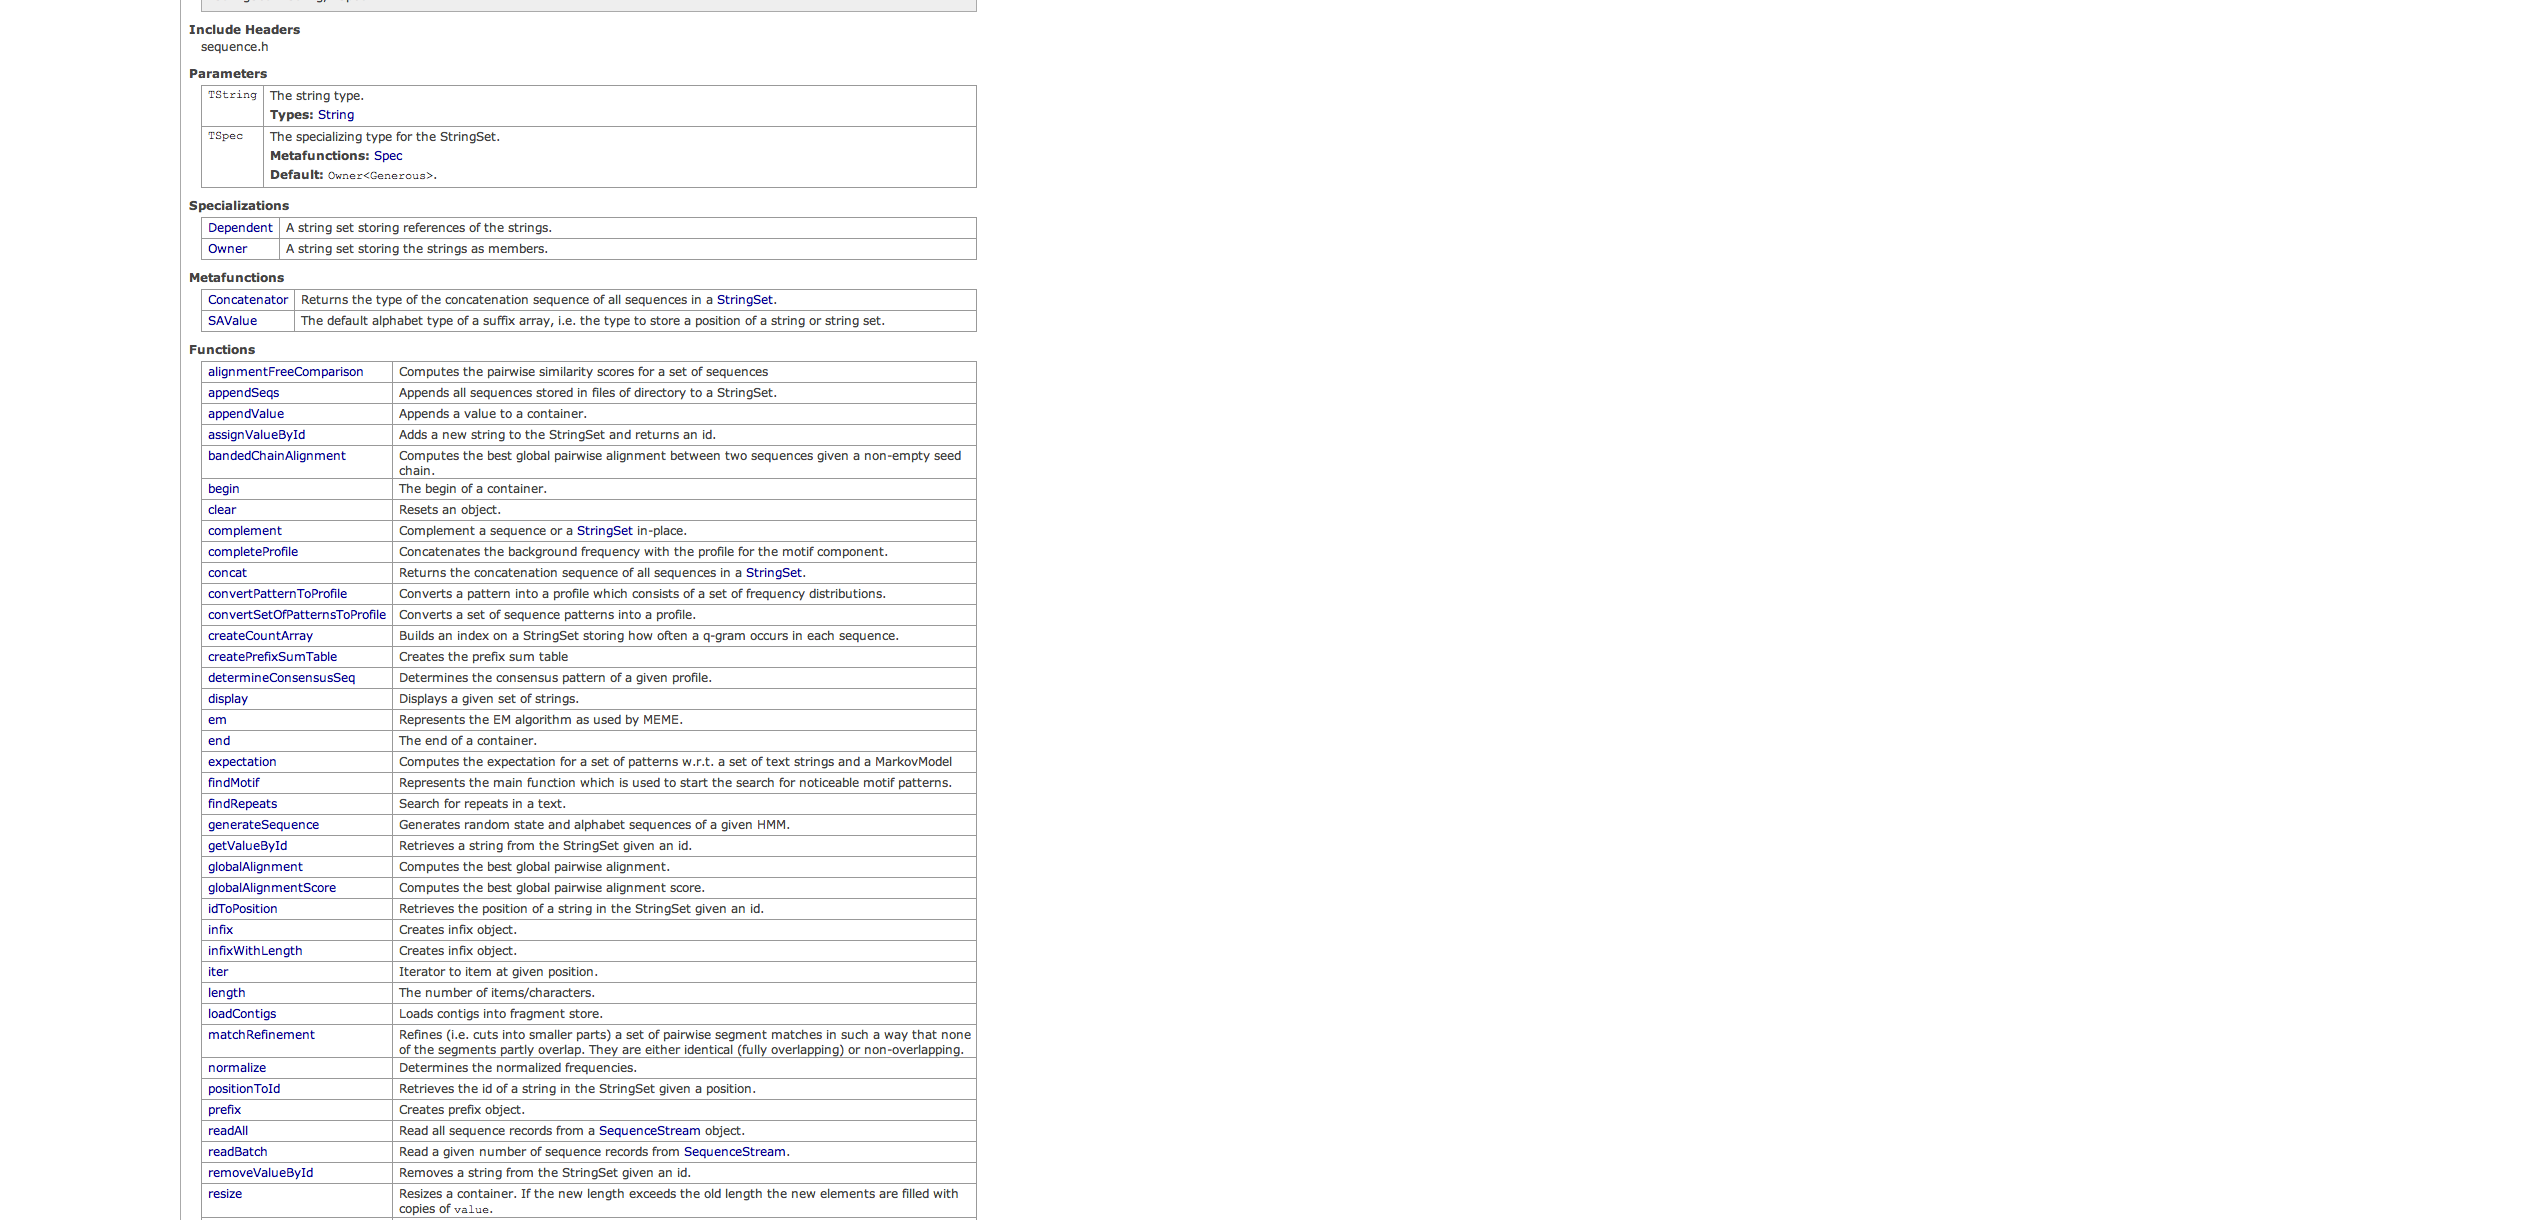 Include Headers
sequence.h
Parameters
TString The string type.
Types: String
TSpec The specializing type for the StringSet.
Metafunctions: Spec
Default: Owner<Generous>.
Specializations
Dependent A string set storing references of the strings.
Owner A string set storing the strings as members.
Metafunctions
Concatenator Returns the type of the concatenation sequence of all sequences in a StringSet.
SAValue The default alphabet type of a suffix array, i.e. the type to store a position of a string or string set.
Functions
alignmentFreeComparison Computes the pairwise similarity scores for a set of sequences
appendSeqs Appends all sequences stored in files of directory to a StringSet.
appendValue Appends a value to a container.
assignValueById Adds a new string to the StringSet and returns an id.
bandedChainAlignment Computes the best global pairwise alignment between two sequences given a non-empty seed
chain.
begin The begin of a container.
clear Resets an object.
complement Complement a sequence or a StringSet in-place.
completeProfile Concatenates the background frequency with the profile for the motif component.
concat Returns the concatenation sequence of all sequences in a StringSet.
convertPatternToProfile Converts a pattern into a profile which consists of a set of frequency distributions.
convertSetOfPatternsToProfile Converts a set of sequence patterns into a profile.
createCountArray Builds an index on a StringSet storing how often a q-gram occurs in each sequence.
createPrefixSumTable Creates the prefix sum table
determineConsensusSeq Determines the consensus pattern of a given profile.
display Displays a given set of strings.
em Represents the EM algorithm as used by MEME.
end The end of a container.
expectation Computes the expectation for a set of patterns w.r.t. a set of text strings and a MarkovModel
findMotif Represents the main function which is used to start the search for noticeable motif patterns.
findRepeats Search for repeats in a text.
generateSequence Generates random state and alphabet sequences of a given HMM.
getValueById Retrieves a string from the StringSet given an id.
globalAlignment Computes the best global pairwise alignment.
globalAlignmentScore Computes the best global pairwise alignment score.
idToPosition Retrieves the position of a string in the StringSet given an id.
infix Creates infix object.
infixWithLength Creates infix object.
iter Iterator to item at given position.
length The number of items/characters.
loadContigs Loads contigs into fragment store.
matchRefinement Refines (i.e. cuts into smaller parts) a set of pairwise segment matches in such a way that none
of the segments partly overlap. They are either identical (fully overlapping) or non-overlapping.
normalize Determines the normalized frequencies.
positionToId Retrieves the id of a string in the StringSet given a position.
prefix Creates prefix object.
readAll Read all sequence records from a SequenceStream object.
readBatch Read a given number of sequence records from SequenceStream.
removeValueById Removes a string from the StringSet given an id.
resize Resizes a container. If the new length exceeds the old length the new elements are filled with
copies of value.